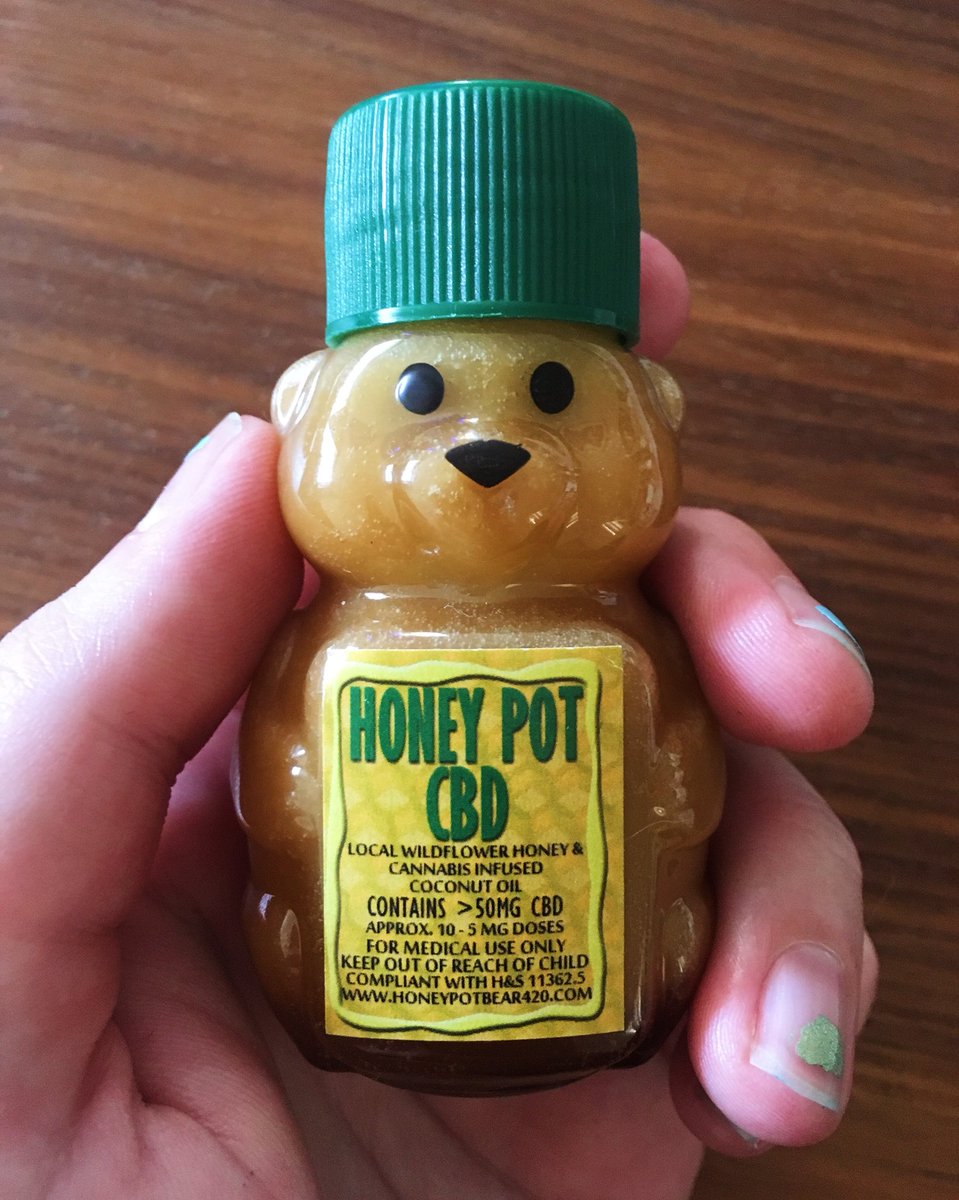 HONEY POT
CBD
LOCAL WILDFLOWER HONEY &
CANNABIS INFUSED
COCONUT OIL
CONTAINS >50MG CBD
APPROX. 10 - 5 MG DOSES
FOR MEDICAL USE ONLY
KEEP OUT OF REACH OF CHILD
COMPLIANT WITH H&S 11362.5
WWW.HONEYPOTBEAR420.COM